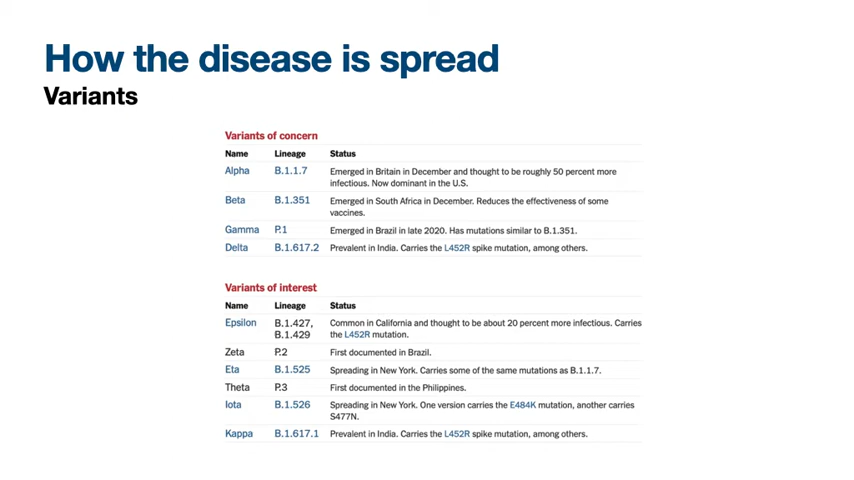 How the disease is spread
Variants
Variants of concern
Name Lineage Status
Alpha B.1.1.7 Emerged in Britain in December and thought to be roughly 50 percent more
infectious. Now dominant in the U.S.
Beta B.1.351 Emerged in South Africa in December. Reduces the effectiveness of some
vaccines.
Gamma P.1 Emerged in Brazil in late 2020. Has mutations similar to B.1.351.
Delta B.1.617.2 Prevalent in India. Carries the L452R spike mutation, among others.
Variants of interest
Name Lineage Status
Epsilon B.1.427, Common in California and thought to be about 20 percent more infectious. Carries
B.1.429 the L452R mutation.
Zeta P.2 First documented in Brazil.
Eta B.1.525 Spreading in New York. Carries some of the same mutations as B.1.1.7.
Theta P.3 First documented in the Philippines.
Iota B.1.526 Spreading in New York. One version carries the E484K mutation, another carries
S477N.
Kappa B.1.617.1 Prevalent in India. Carries the L452R spike mutation, among others.